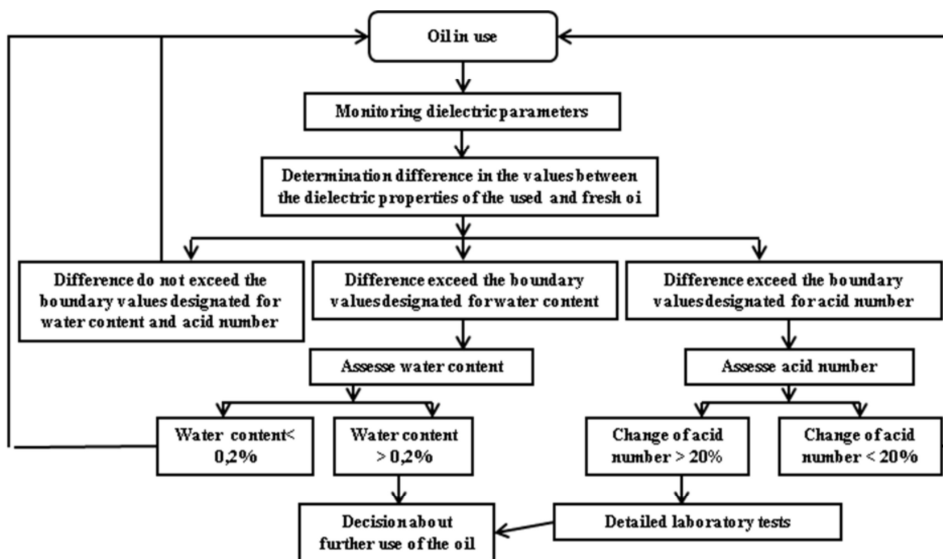 Oil in use
Monitoring dielectric parameters
Determination difference in the values between
the dielectric properties of the used and fresh oi
Difference do not exceed the
boundary values designated for
water content and acid number
Difference exceed the boundary
values designated for water content
Difference exceed the boundary
values designated for acid number
Assesse water content
Assesse acid number
Water content<
0,2%
Water content
> 0,2%
Change of acid
number > 20%
Change of acid
number < 20%
Decision about
further use of the oil
Detailed laboratory tests